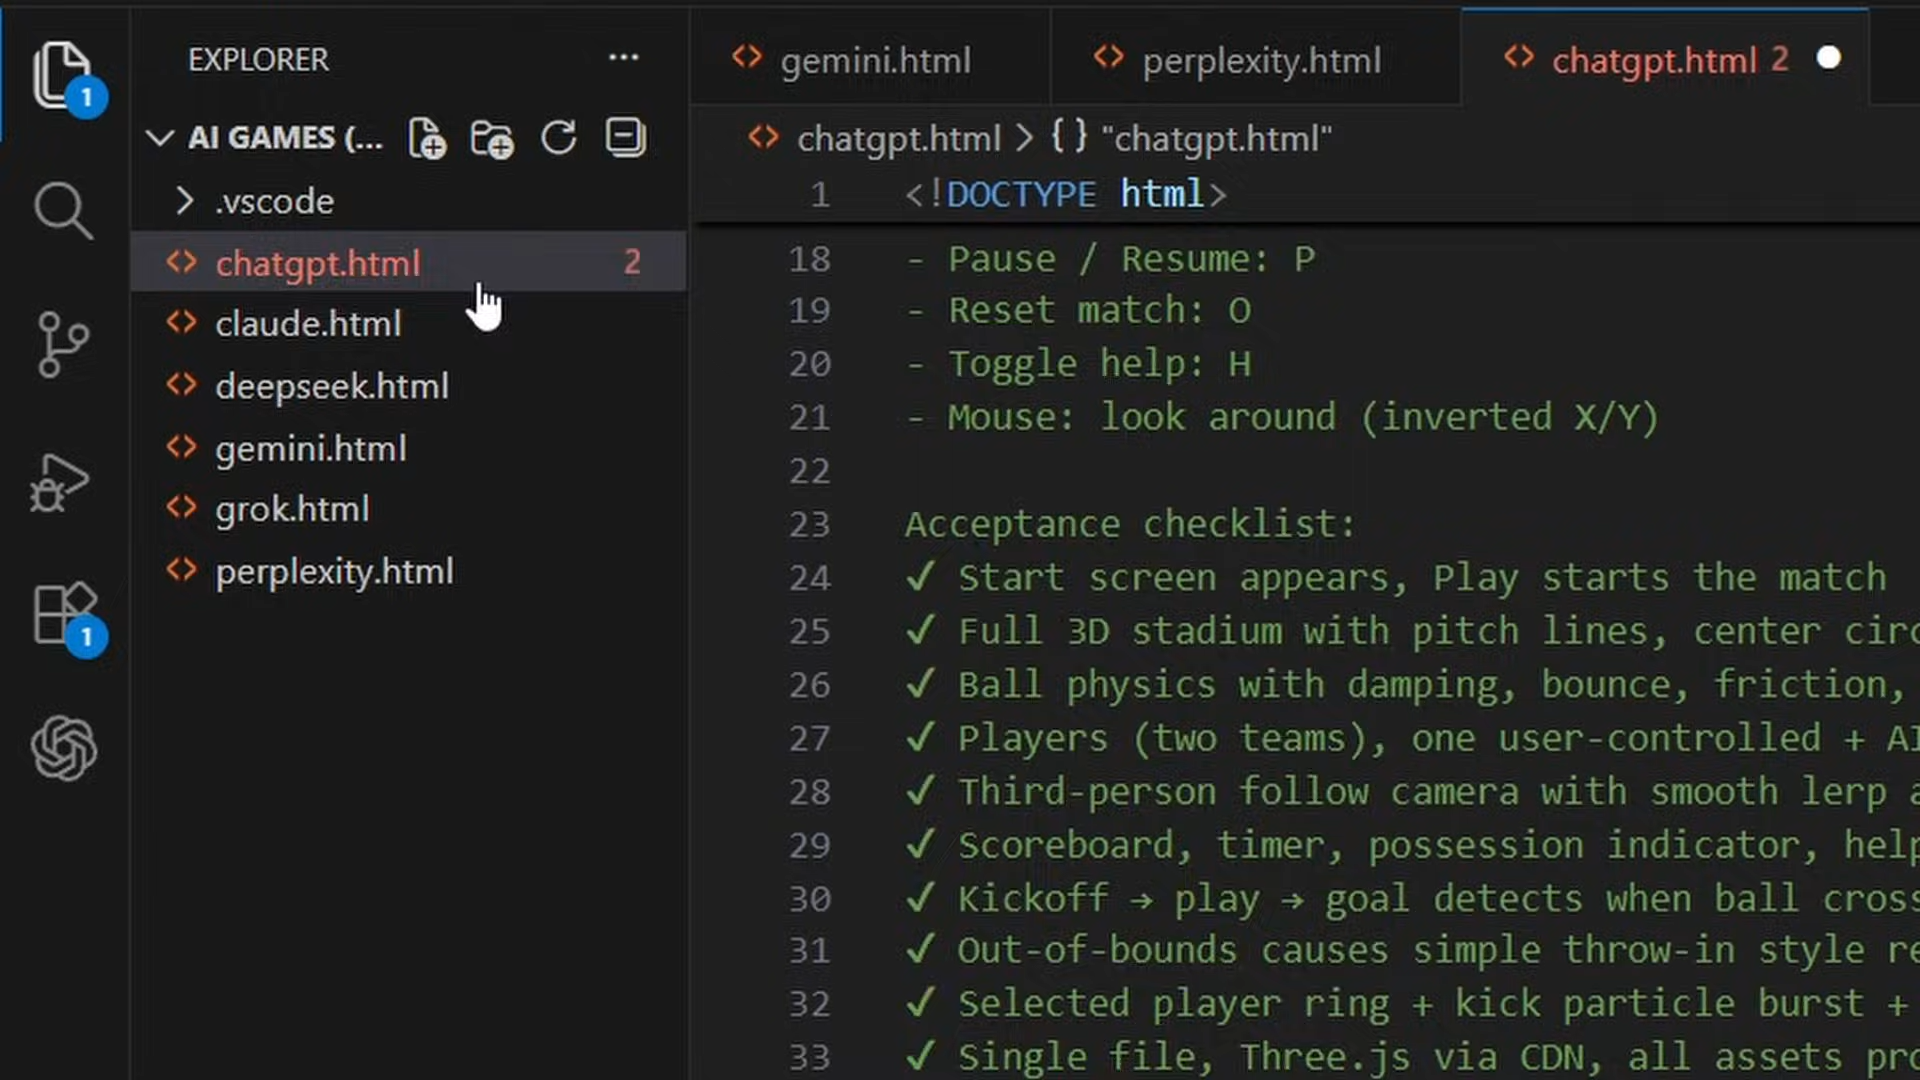 EXPLORER
AI GAMES (...
.vscode
chatgpt.html 2
claude.html
deepseek.html
gemini.html
grok.html
perplexity.html
1
1
gemini.html
perplexity.html
chatgpt.html 2
chatgpt.html > {} "chatgpt.html"
1 <!DOCTYPE html>
18 - Pause / Resume: P
19 - Reset match: O
20 - Toggle help: H
21 - Mouse: look around (inverted X/Y)
22
23 Acceptance checklist:
24 ✓ Start screen appears, Play starts the match
25 ✓ Full 3D stadium with pitch lines, center circ
26 ✓ Ball physics with damping, bounce, friction,
27 ✓ Players (two teams), one user-controlled + AI
28 ✓ Third-person follow camera with smooth lerp a
29 ✓ Scoreboard, timer, possession indicator, help
30 ✓ Kickoff → play → goal detects when ball cross
31 ✓ Out-of-bounds causes simple throw-in style re
32 ✓ Selected player ring + kick particle burst +
33 ✓ Single file, Three.js via CDN, all assets pro